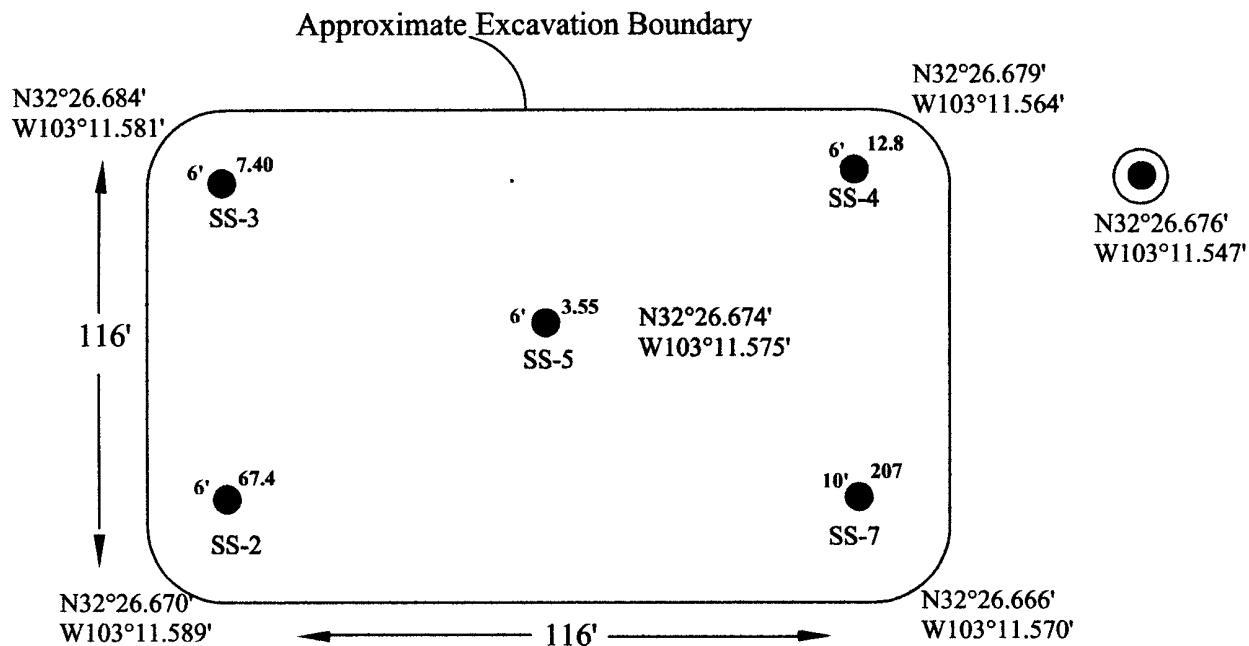 Approximate Excavation Boundary
N32°26.684'
W103°11.581'
N32°26.679'
W103°11.564'
6' 7.40
SS-3
6' 12.8
SS-4
N32°26.676'
W103°11.547'
116'
6' 3.55
SS-5
N32°26.674'
W103°11.575'
6' 67.4
SS-2
10' 207
SS-7
N32°26.670'
W103°11.589'
116'
N32°26.666'
W103°11.570'